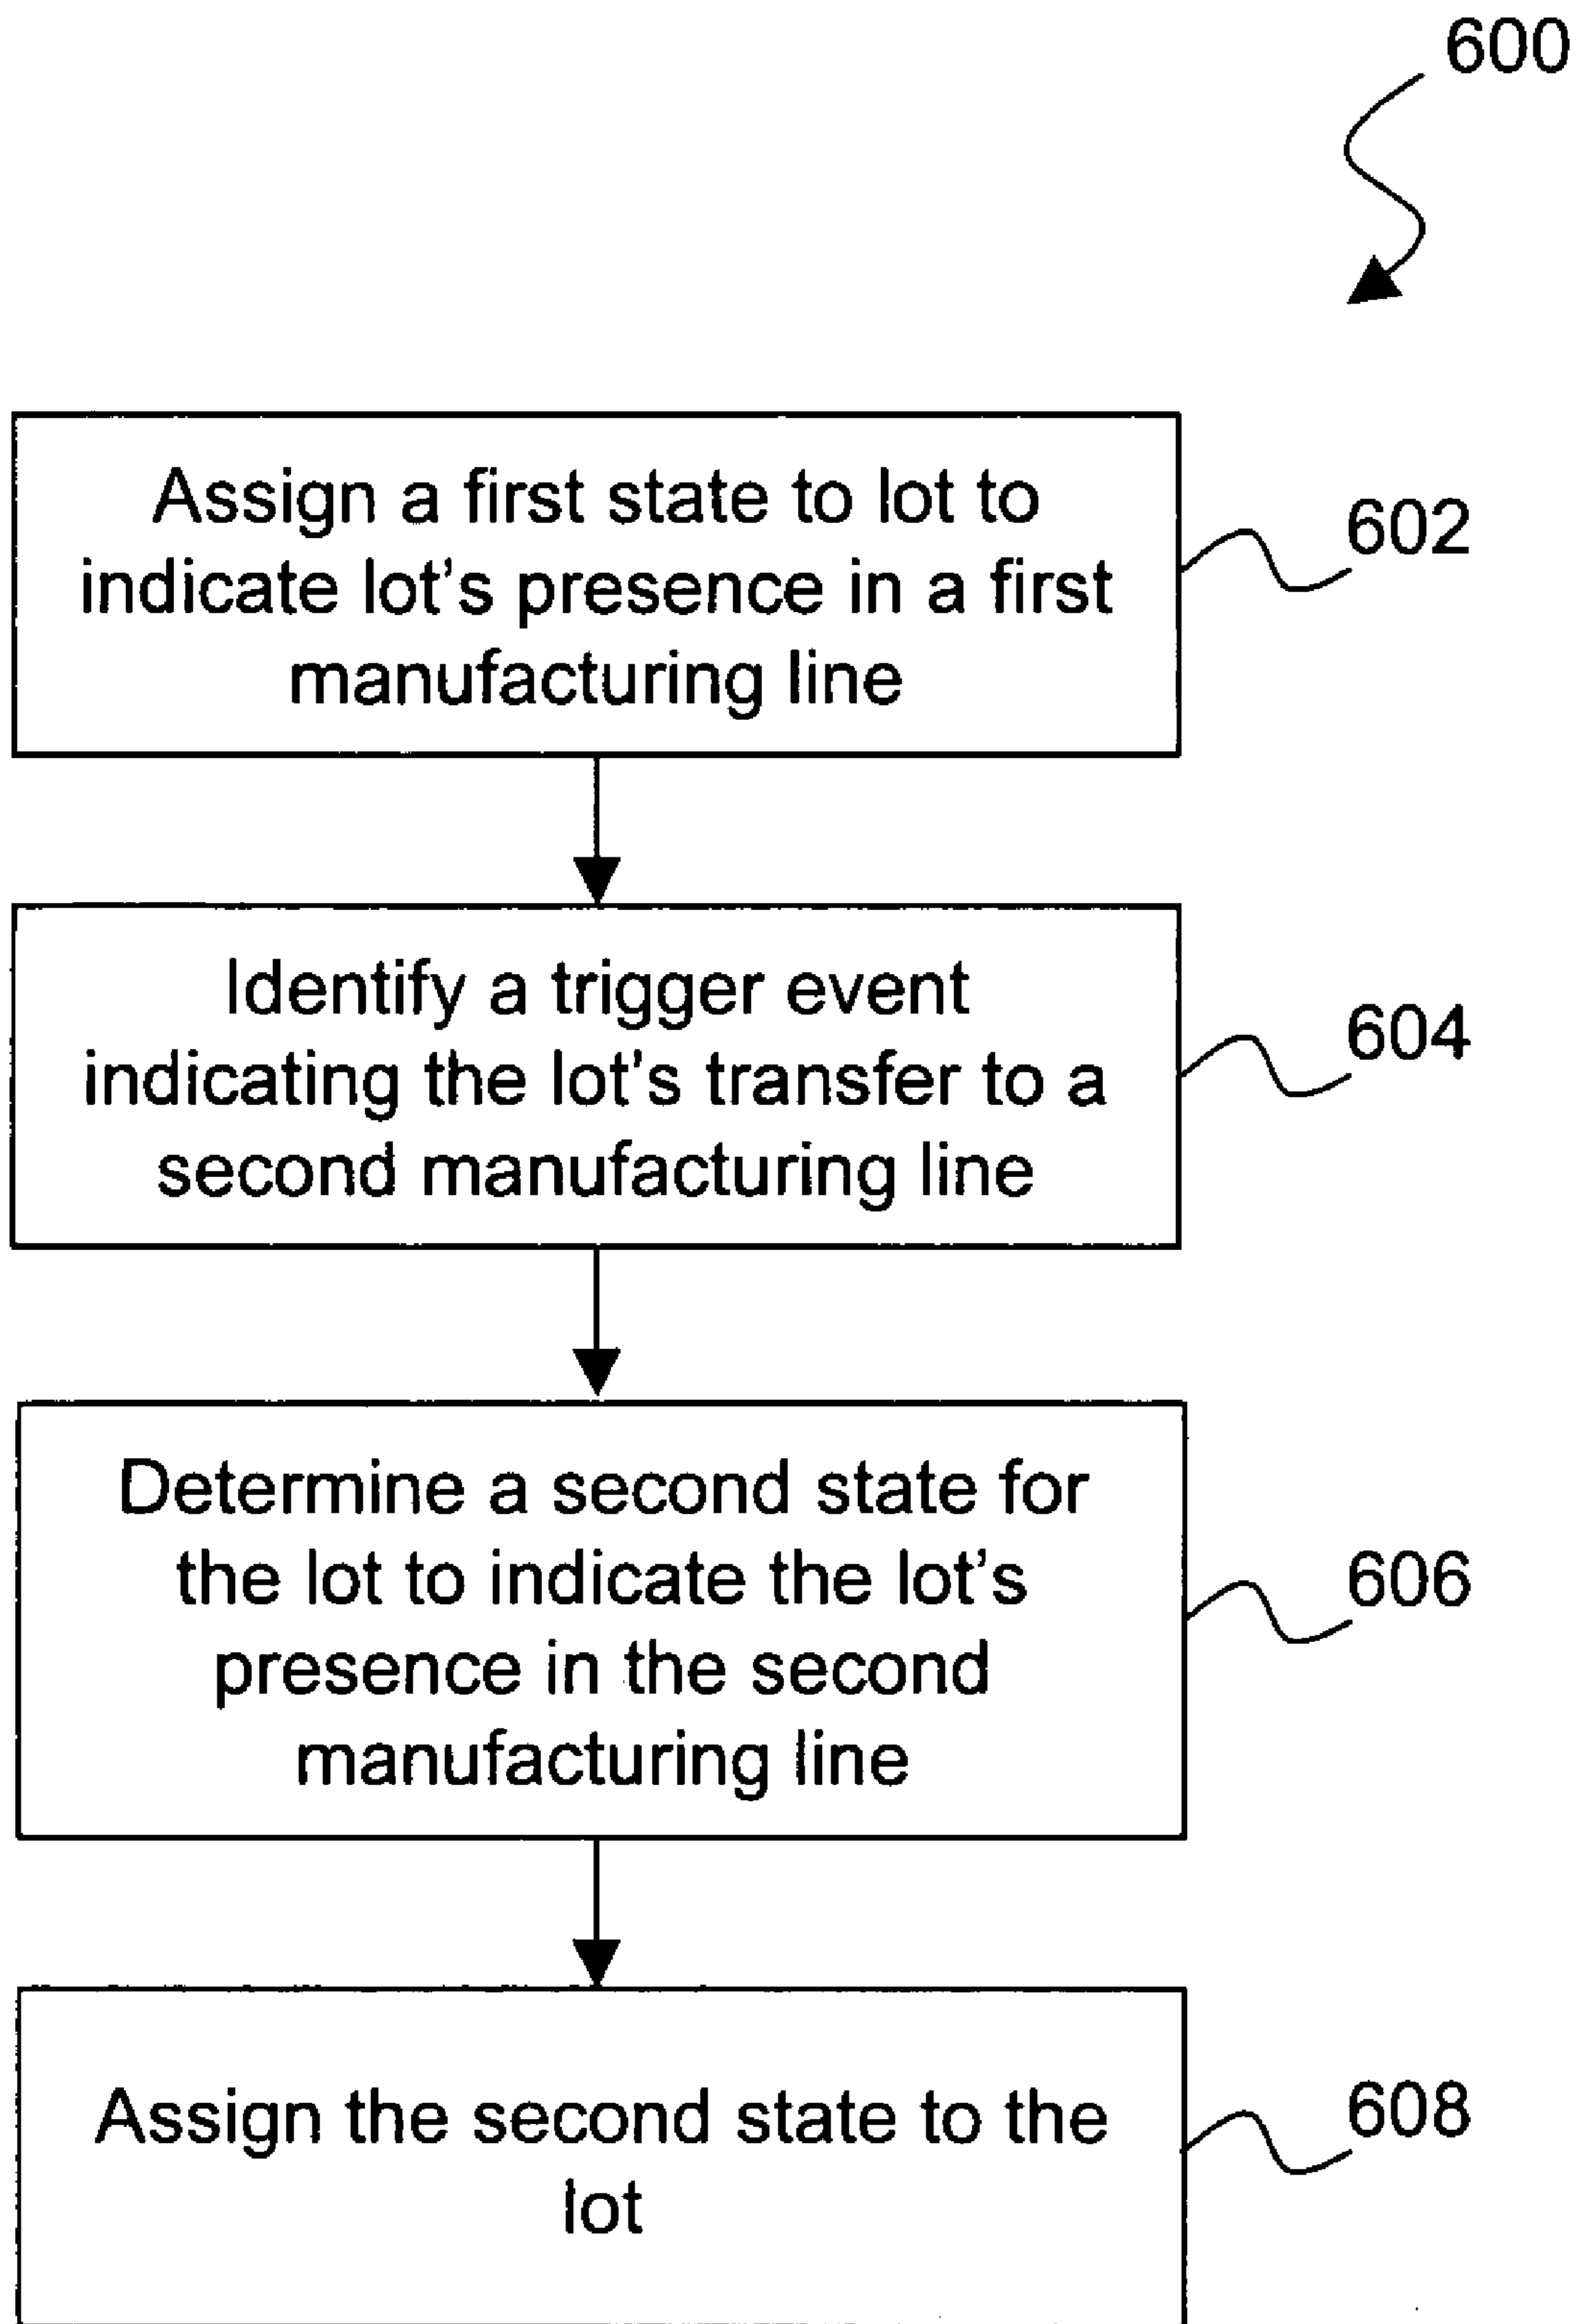 600
Assign a first state to lot to
indicate lot's presence in a first
manufacturing line
602
Identify a trigger event
indicating the lot's transfer to a
second manufacturing line
604
Determine a second state for
the lot to indicate the lot's
presence in the second
manufacturing line
606
Assign the second state to the
lot
608